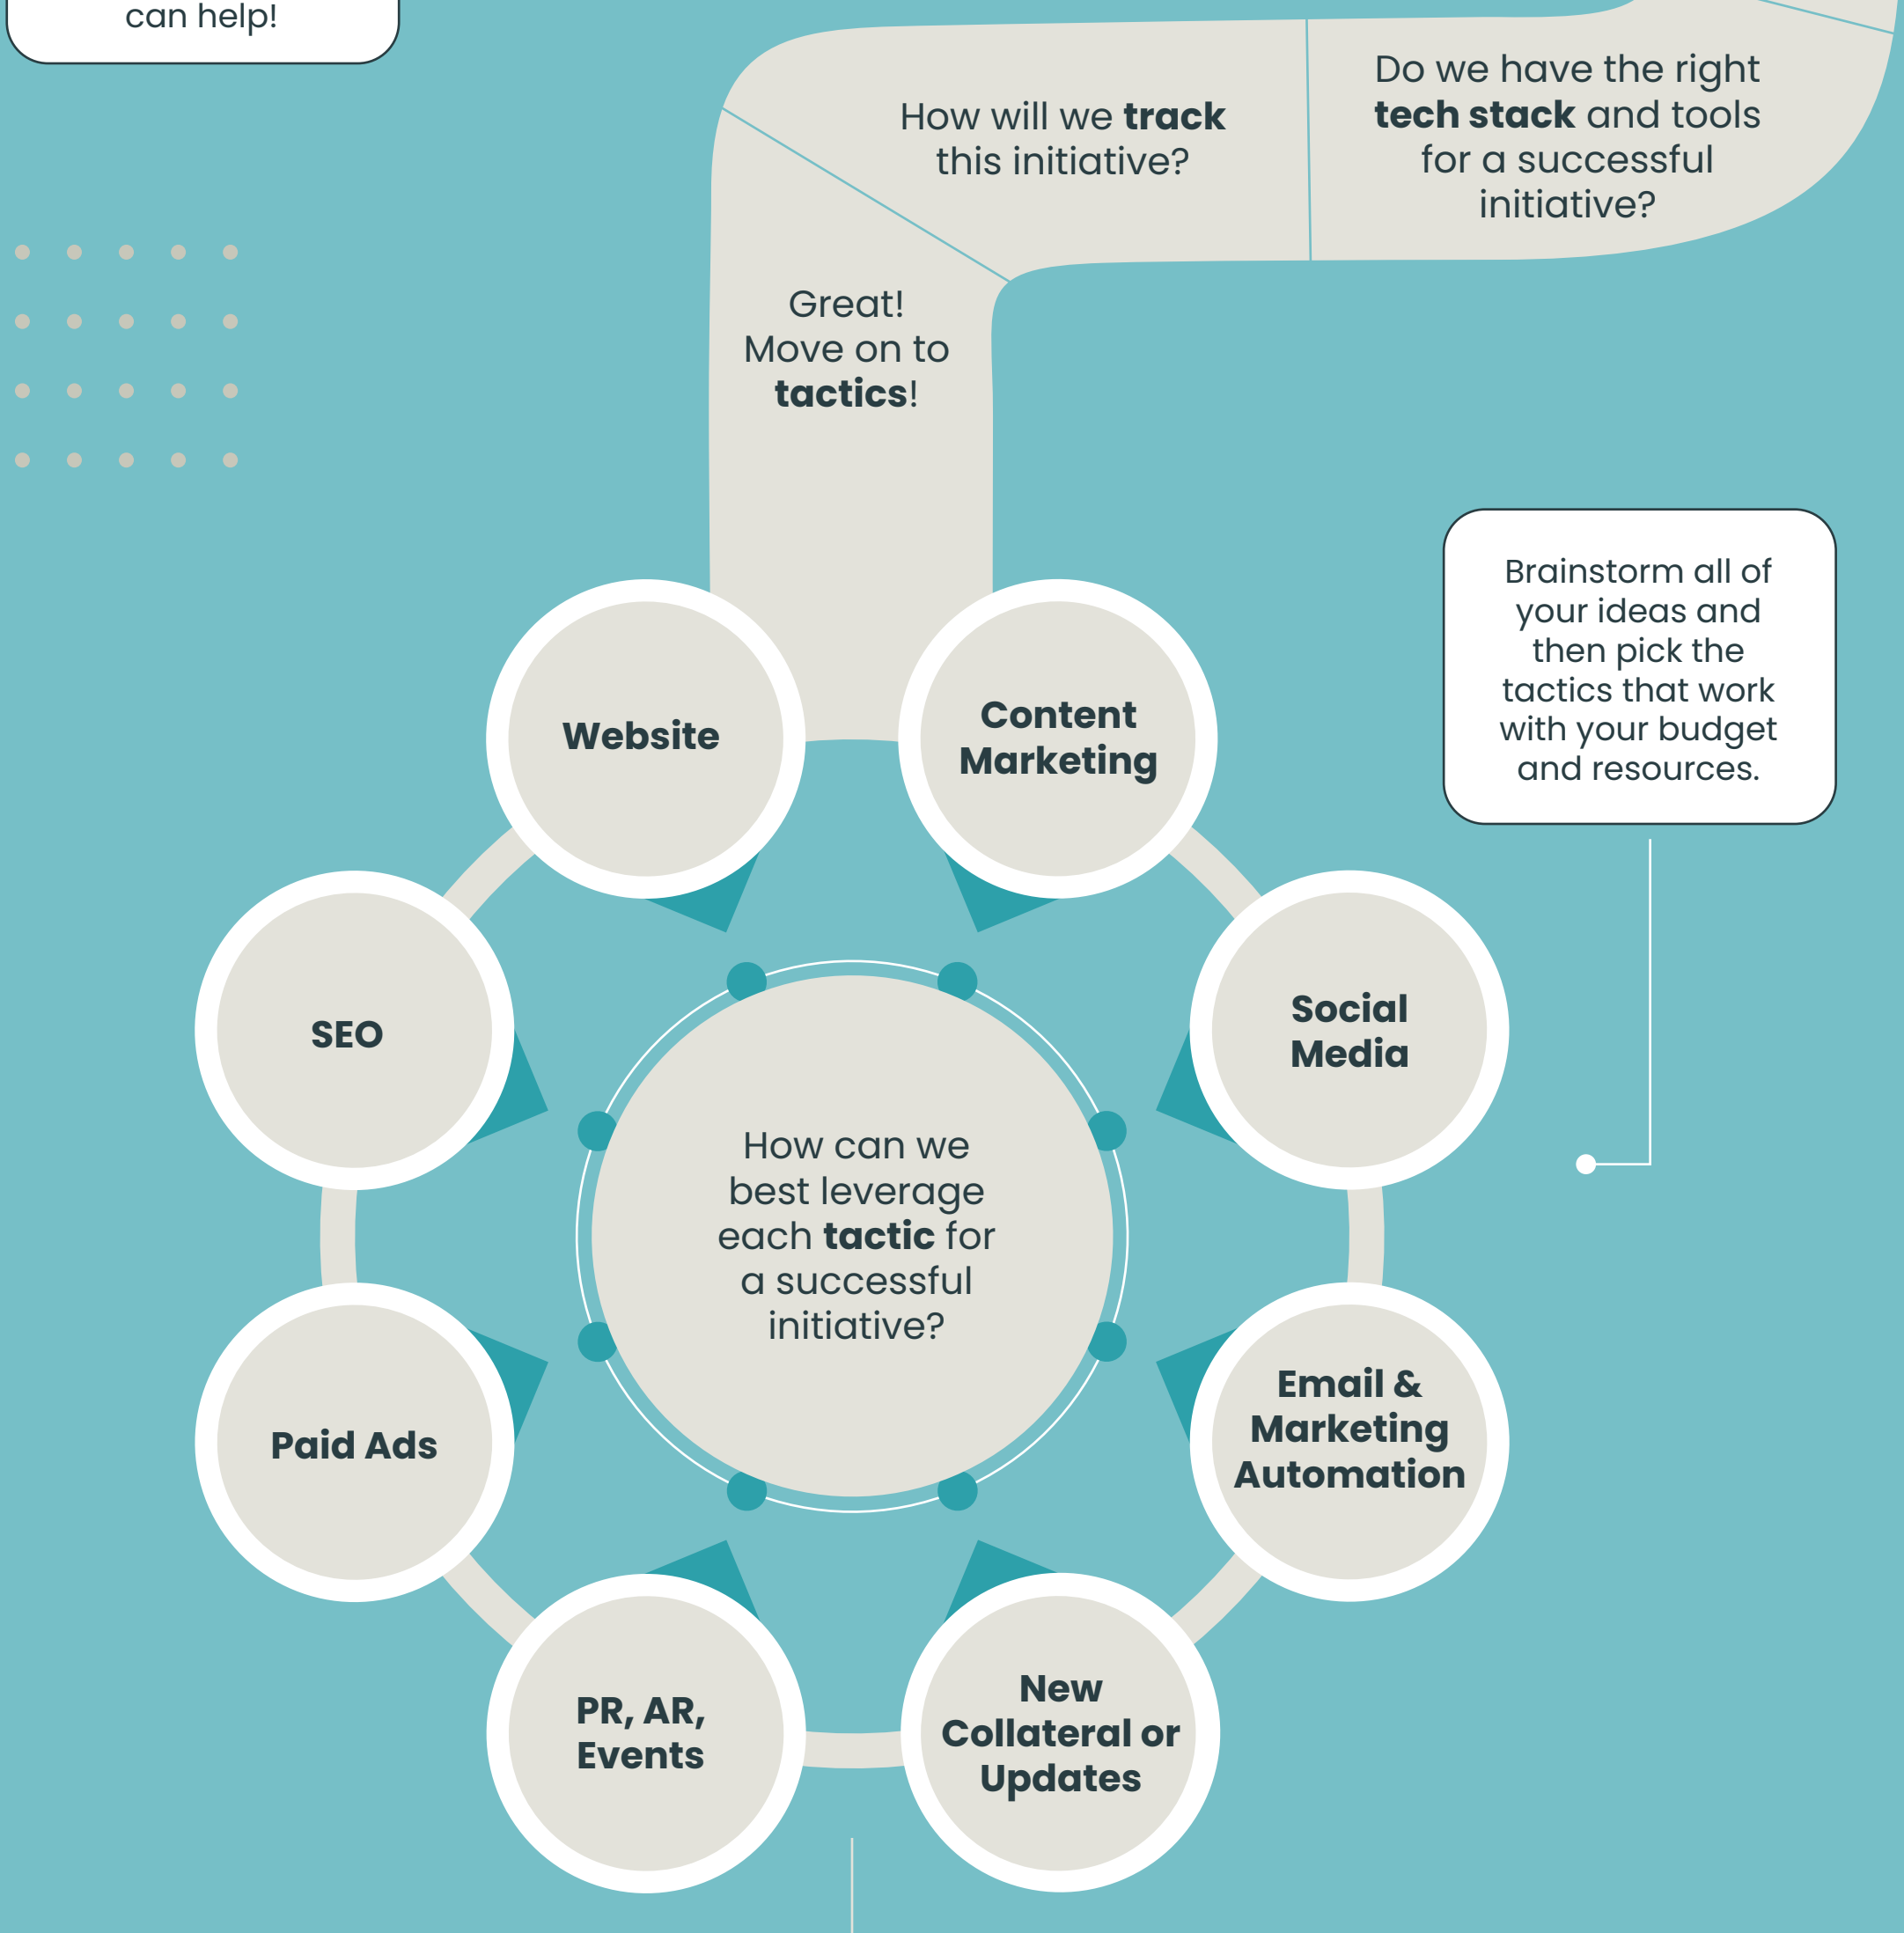 can help!
Do we have the right
tech stack and tools
for a successful
initiative?
How will we track
this initiative?
Great!
Move on to
tactics!
Brainstorm all of
your ideas and
then pick the
tactics that work
with your budget
and resources.
Website
Content
Marketing
Social
Media
Email &
Marketing
Automation
New
Collateral or
Updates
PR, AR,
Events
Paid Ads
SEO
How can we
best leverage
each tactic for
a successful
initiative?